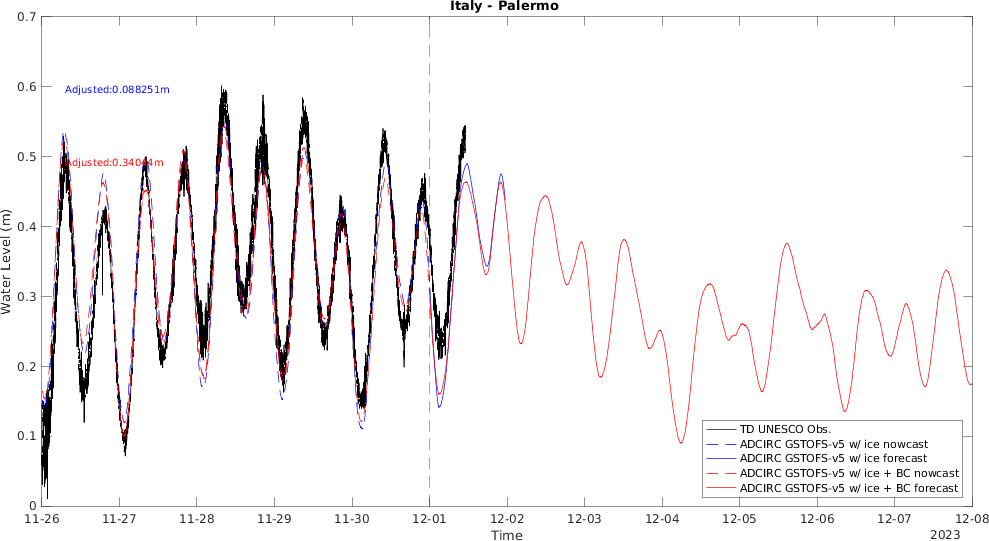 Italy - Palermo
Water Level (m)
0.7
0.6
0.5
0.4
0.3
0.2
0.1
0
Adjusted:0.088251m
Adjusted:0.34044m
TD UNESCO Obs.
ADCIRC GSTOFS-v5 w/ ice nowcast
ADCIRC GSTOFS-v5 w/ ice forecast
ADCIRC GSTOFS-v5 w/ ice + BC nowcast
ADCIRC GSTOFS-v5 w/ ice + BC forecast
11-26 11-27 11-28 11-29 11-30 12-01 12-02 12-03 12-04 12-05 12-06 12-07 12-08
Time
2023